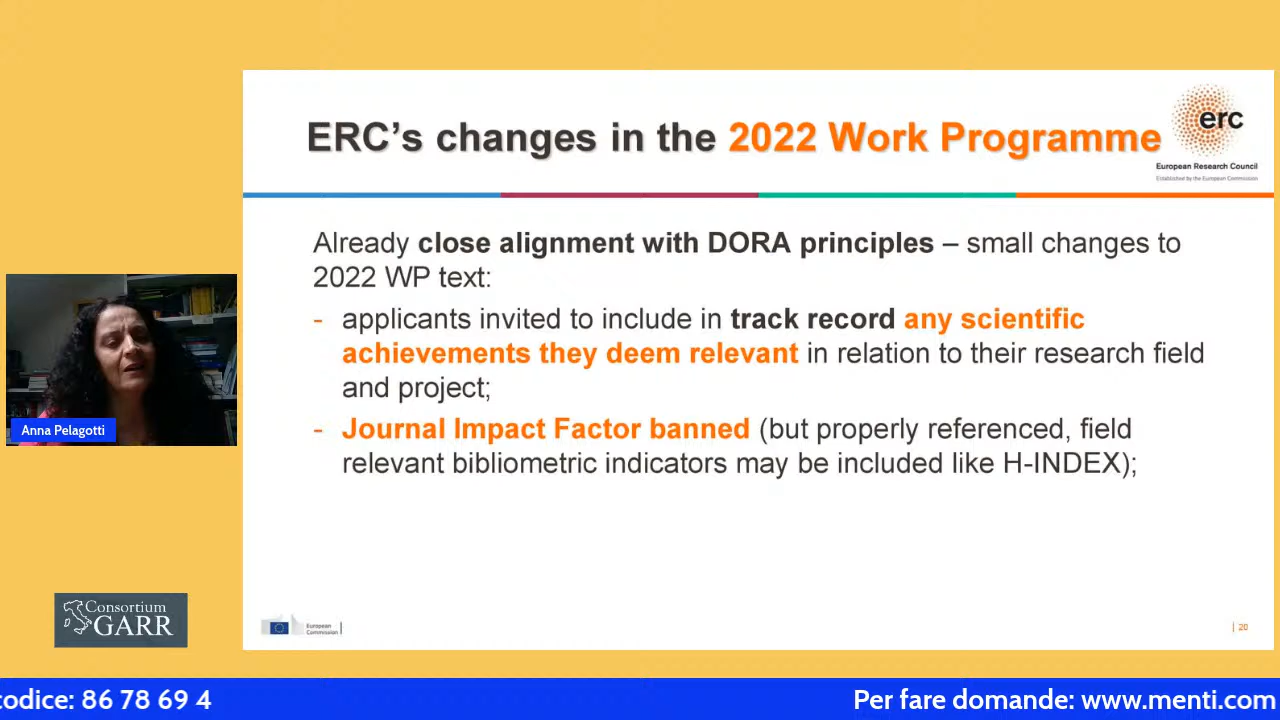 ERC's changes in the 2022 Work Programme
erc
European Research Council
Established by the European Commission
Already close alignment with DORA principles – small changes to
2022 WP text:
- applicants invited to include in track record any scientific
achievements they deem relevant in relation to their research field
and project;
- Journal Impact Factor banned (but properly referenced, field
relevant bibliometric indicators may be included like H-INDEX);
Anna Pelagotti
Consortium
GARR
European
Commission
| 20
codice: 86 78 69 4
Per fare domande: www.menti.com